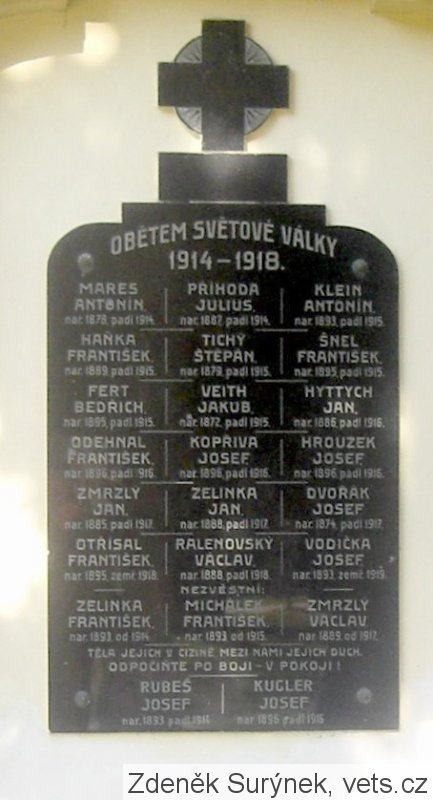 OBĚTEM SVĚTOVÉ VÁLKY
1914 – 1918.
MAREŠ PŘÍHODA KLEIN
ANTONÍN. JULIUS. ANTONÍN.
nar. 1878, padl 1914. nar. 1887, padl 1914. nar. 1893, padl 1915.
HAŇKA TICHÝ ŠNEL
FRANTIŠEK. ŠTĚPÁN. FRANTIŠEK.
nar. 1889, padl 1915. nar. 1879, padl 1915. nar. 1895, padl 1915.
FERT VEITH HYTTYCH
BEDŘICH. JAKUB. JAN.
nar. 1895, padl 1915. nar. 1872, padl 1915. nar. 1886, padl 1916.
ODEHNAL KOPŘIVA HROUZEK
FRANTIŠEK. JOSEF. JOSEF.
nar. 1896, padl 916. nar. 1896, padl 1916. nar. 1896, padl 1916.
ZMRZLÝ ZELINKA DVOŘÁK
JAN. JAN. JOSEF
nar. 1885, padl 1917. nar. 1888, padl 1917. nar. 1874, padl 1917.
OTŘÍSAL RALENOVSKÝ VODIČKA
FRANTIŠEK. VÁCLAV. JOSEF.
nar. 1895, zemř. 1918. nar. 1888, padl 1918. nar. 1893, zemř. 1919.
NEZVĚSTNÍ:
ZELINKA MICHÁLEK ZMRZLÝ
FRANTIŠEK. FRANTIŠEK. VÁCLAV.
nar. 1893 od 1914 nar. 1893 od 1915. nar. 1889, od 1917.
TĚLA JEJICH V CIZINĚ MEZI NÁMI JEJICH DUCH.
ODPOČIŇTE PO BOJI – V POKOJI!
RUBEŠ KUGLER
JOSEF JOSEF
nar. 1893 padl 1914 nar. 1896 padl 1916
Zdeněk Surýnek, vets.cz